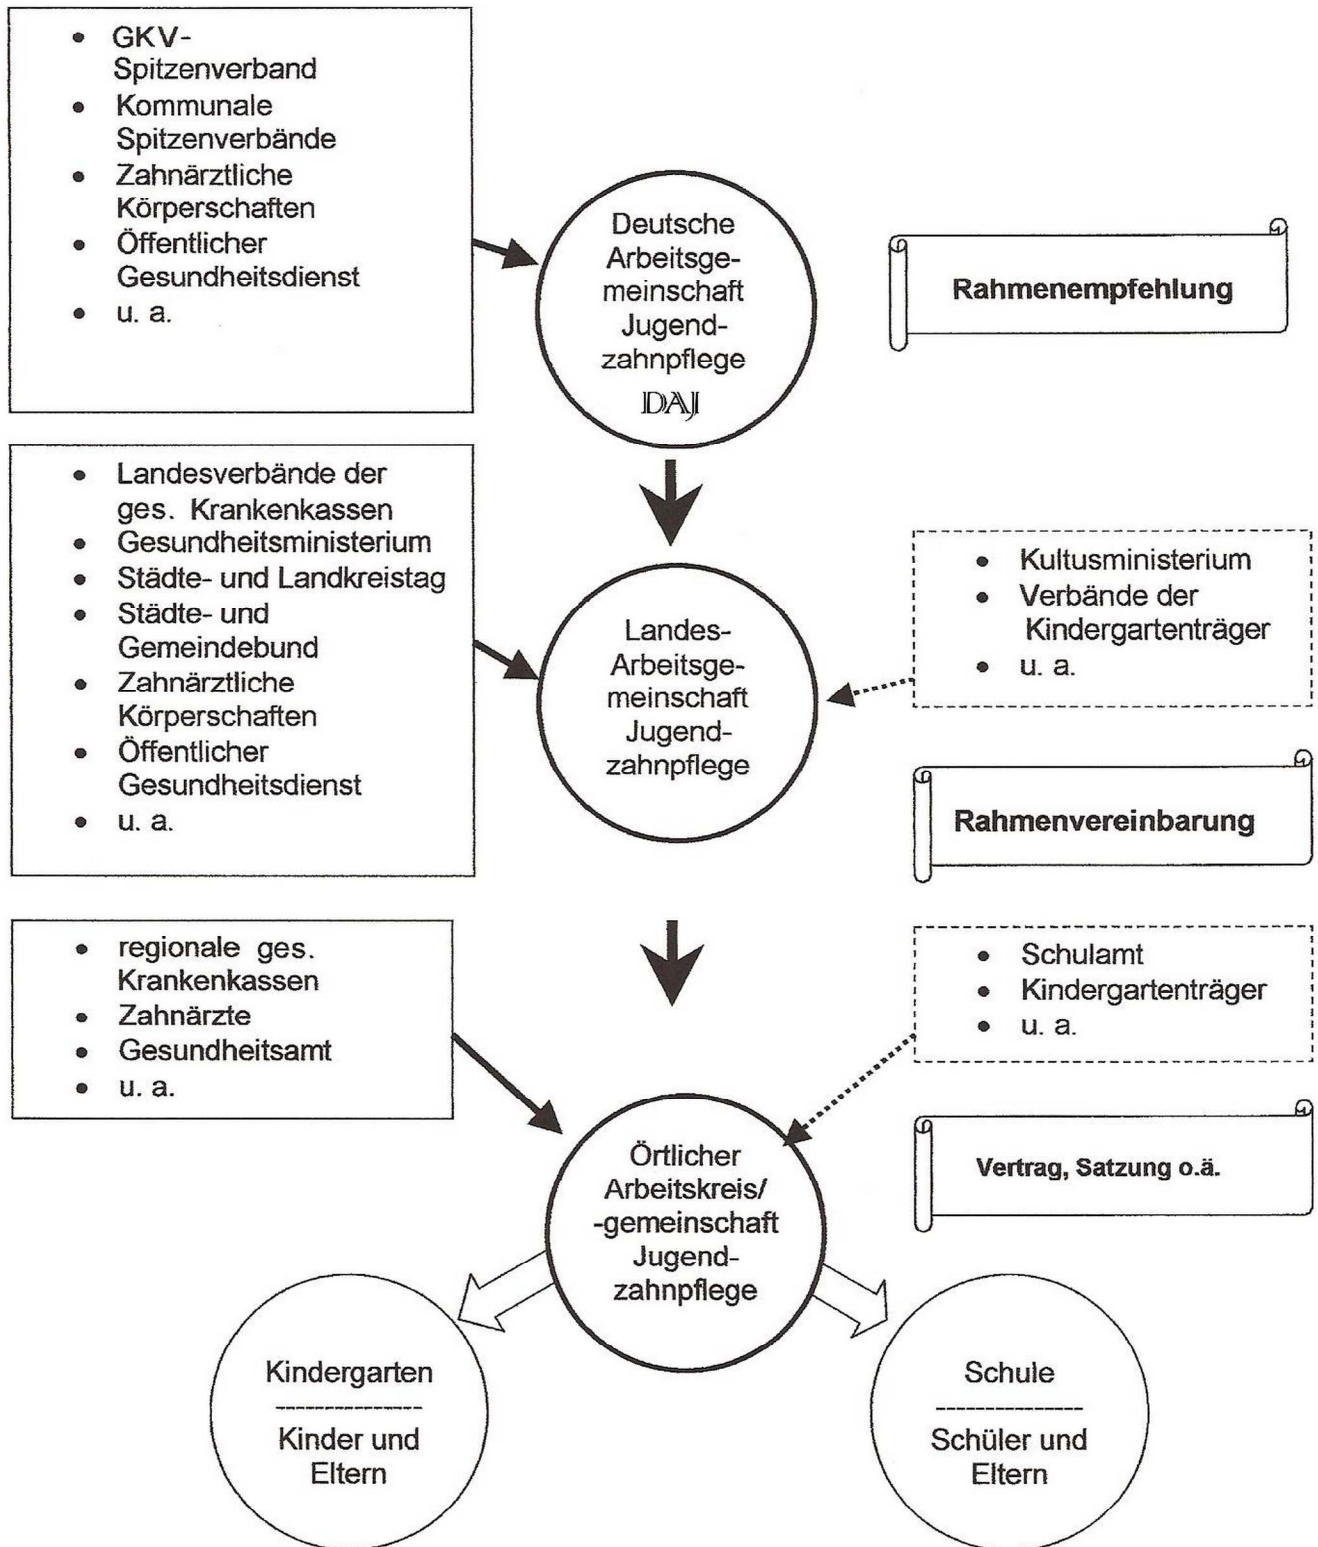 • GKV-
Spitzenverband
• Kommunale
Spitzenverbände
• Zahnärztliche
Körperschaften
• Öffentlicher
Gesundheitsdienst
• u. a.
Deutsche
Arbeitsge-
meinschaft
Jugend-
zahnpflege
DAJ
Rahmenempfehlung
• Landesverbände der
ges. Krankenkassen
• Gesundheitsministerium
• Städte- und Landkreistag
• Städte- und
Gemeindebund
• Zahnärztliche
Körperschaften
• Öffentlicher
Gesundheitsdienst
• u. a.
Landes-
Arbeitsge-
meinschaft
Jugend-
zahnpflege
• Kultusministerium
• Verbände der
Kindergartenträger
• u. a.
Rahmenvereinbarung
• regionale ges.
Krankenkassen
• Zahnärzte
• Gesundheitsamt
• u. a.
• Schulamt
• Kindergartenträger
• u. a.
Örtlicher
Arbeitskreis/
-gemeinschaft
Jugend-
zahnpflege
Vertrag, Satzung o.ä.
Kindergarten
---------------
Kinder und
Eltern
Schule
---------------
Schüler und
Eltern